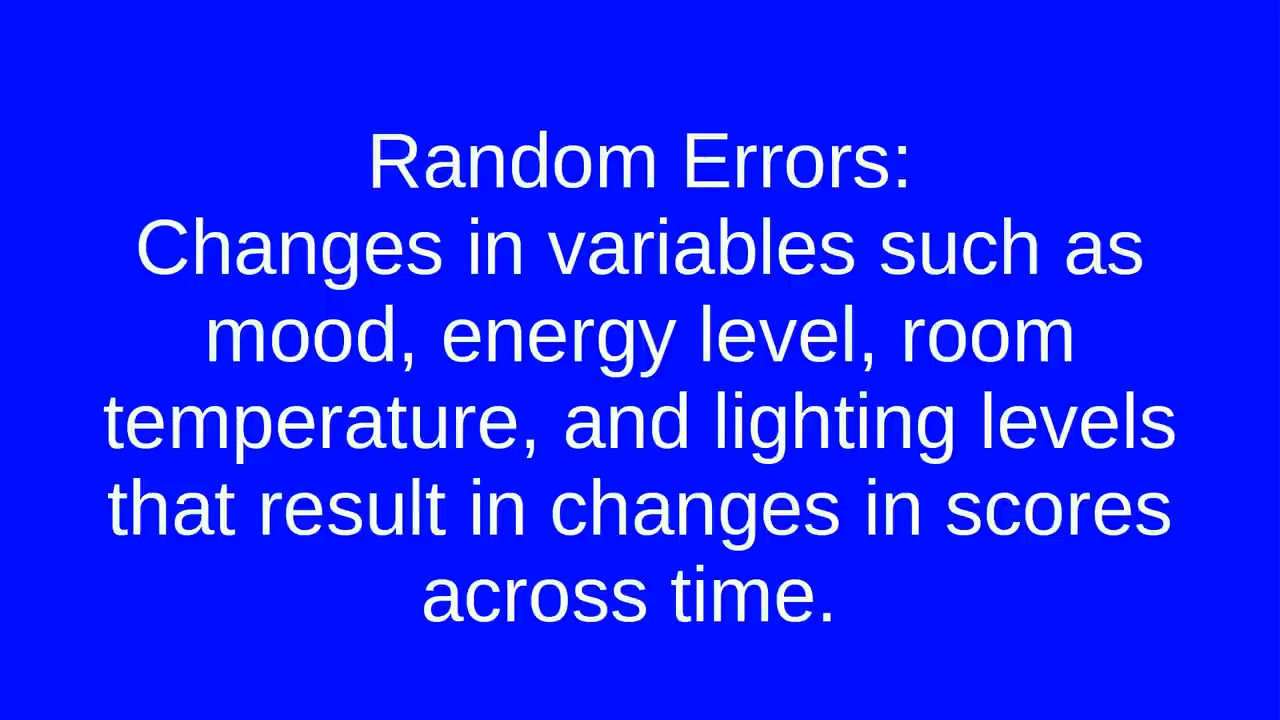 Random Errors:
Changes in variables such as
mood, energy level, room
temperature, and lighting levels
that result in changes in scores
across time.